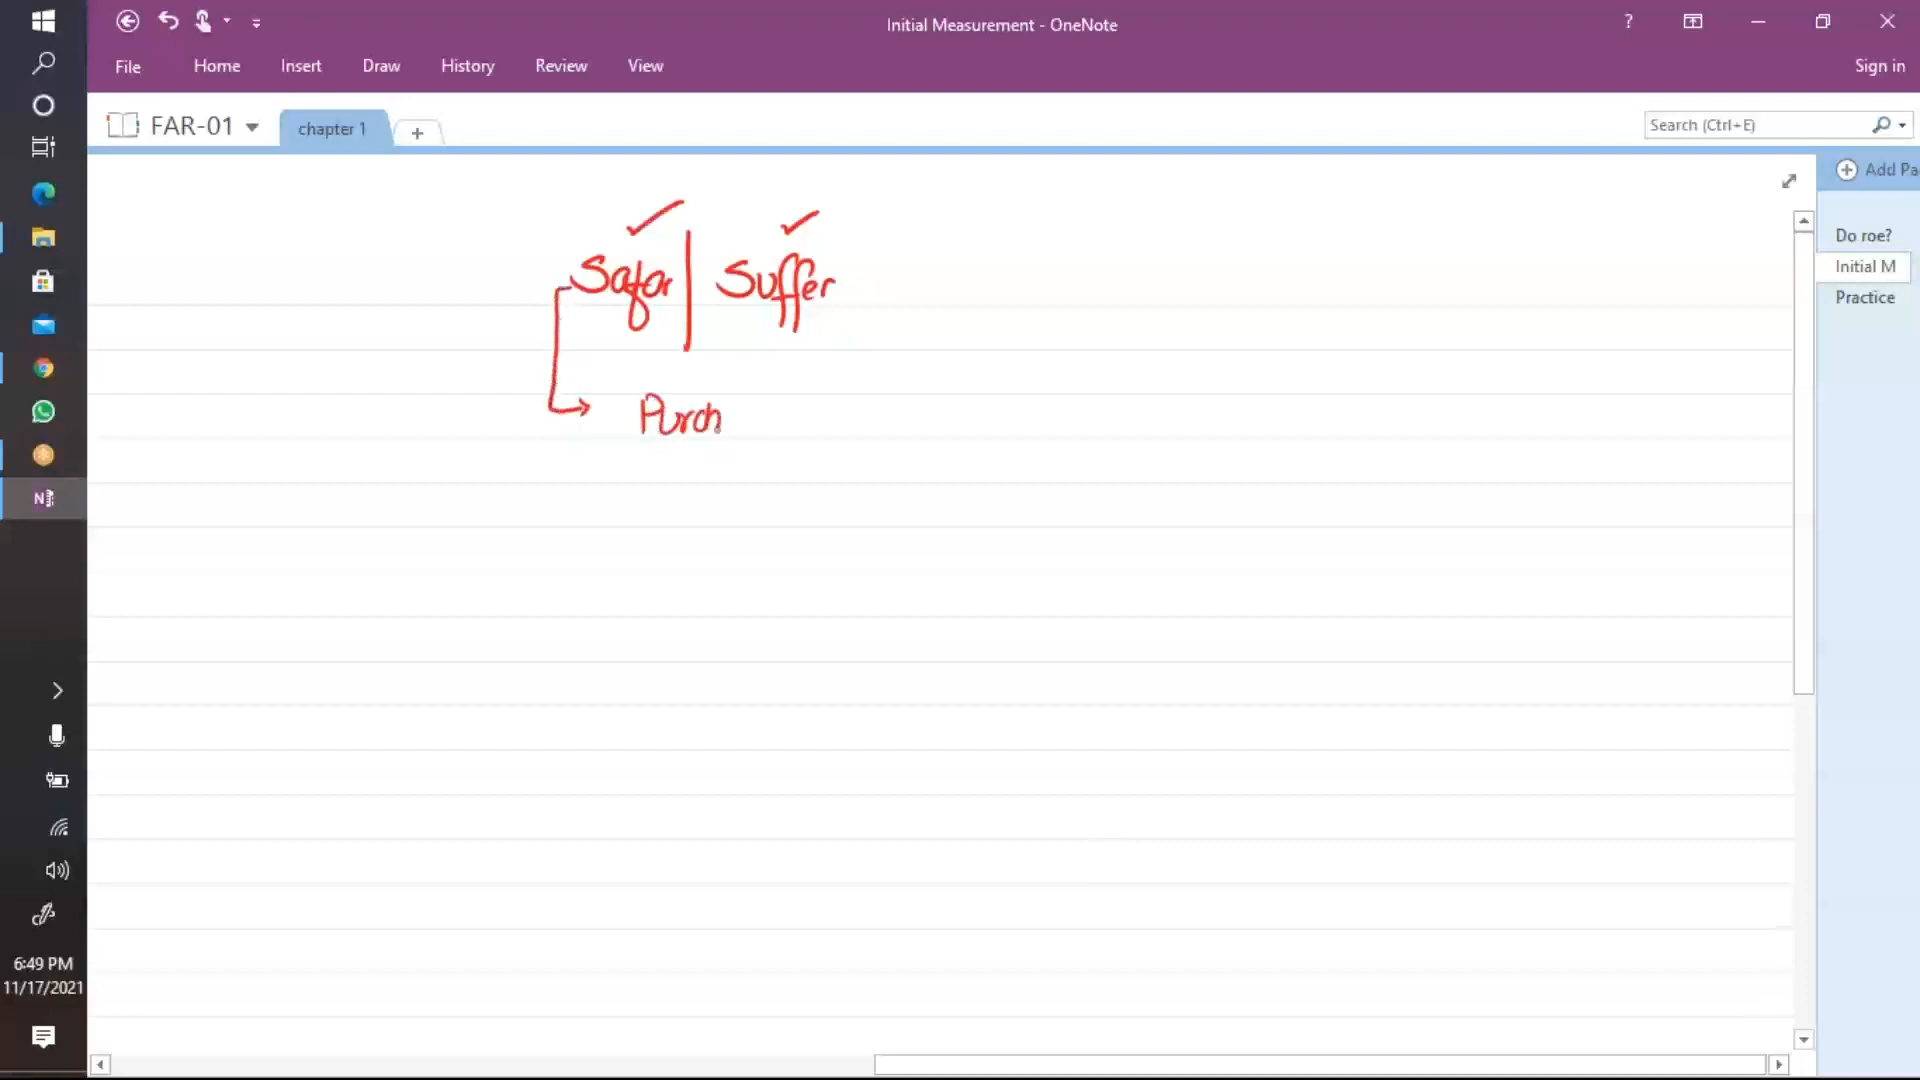 Initial Measurement - OneNote
?
File Home Insert Draw History Review View
Sign in
FAR-01
chapter 1
+
Search (Ctrl+E)
Add Pa
Do roe?
Initial M
Practice
Safar | Suffer
Purch
6:49 PM
11/17/2021